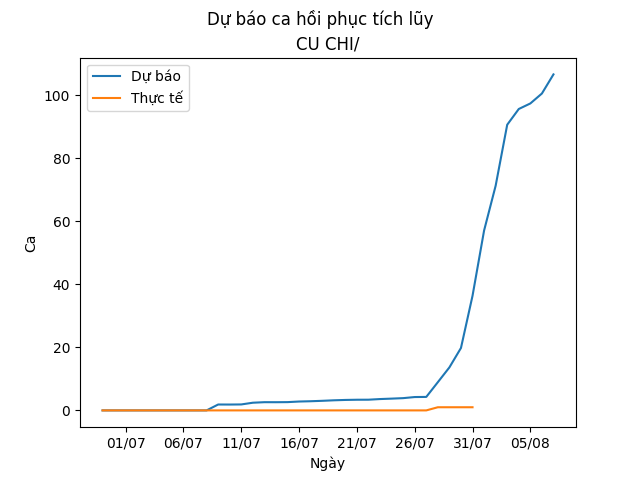 Dự báo ca hồi phục tích lũy
CU CHI/
Dự báo
Thực tế
100
80
60
40
20
0
Ca
01/07 06/07 11/07 16/07 21/07 26/07 31/07 05/08
Ngày